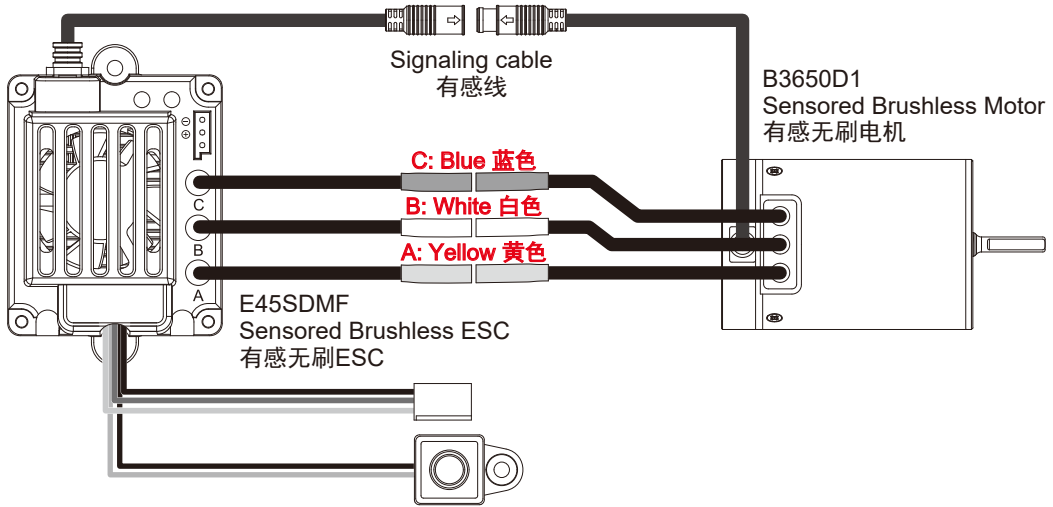 Signaling cable
有感线
B3650D1
Sensored Brushless Motor
有感无刷电机
⊖
⊕
C: Blue 蓝色
C
B: White 白色
B
A: Yellow 黄色
A
E45SDMF
Sensored Brushless ESC
有感无刷ESC